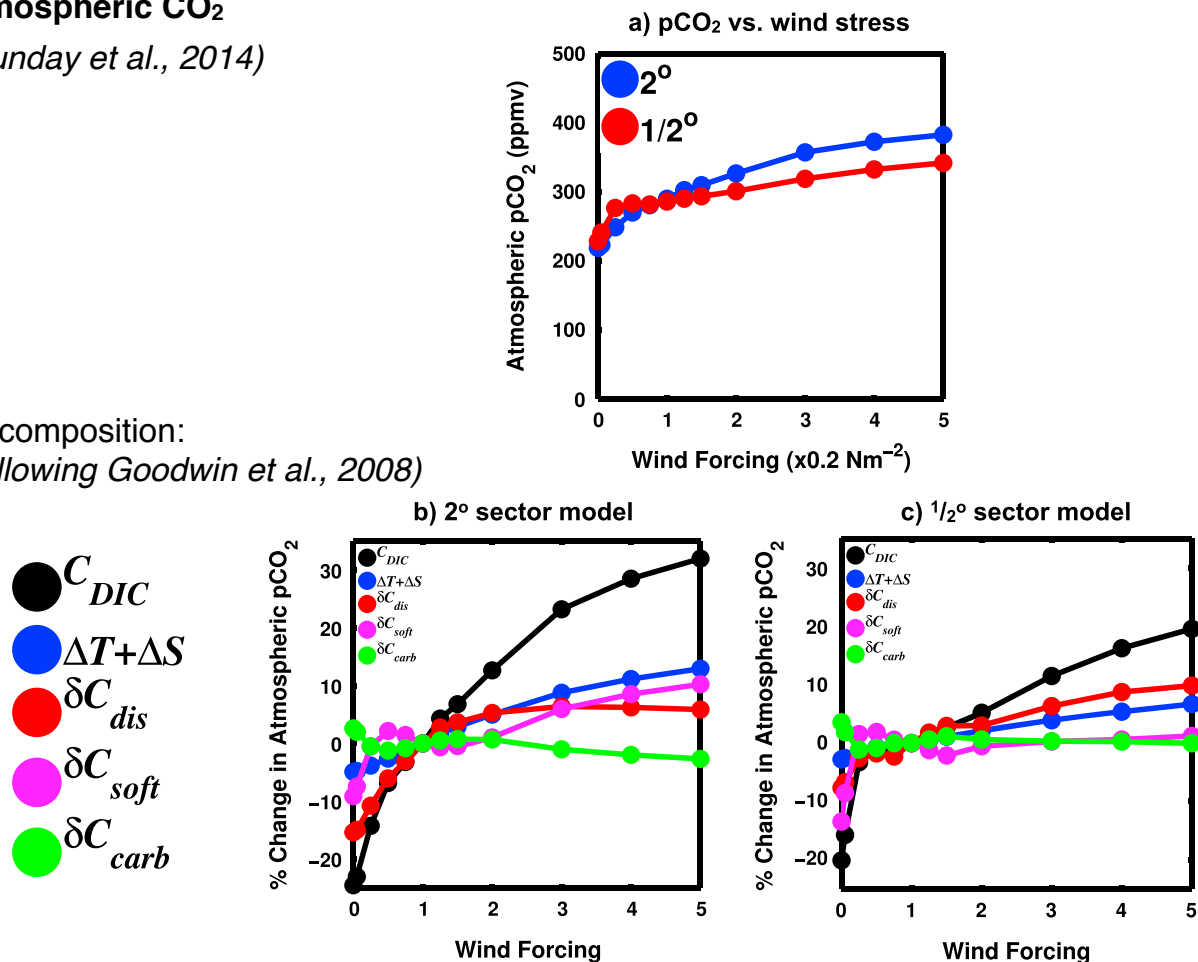 mospheric CO₂
unday et al., 2014)
a) pCO₂ vs. wind stress
Atmospheric pCO₂ (ppmv)
500
400
300
200
100
0
2°
1/2°
0 1 2 3 4 5
Wind Forcing (x0.2 Nm⁻²)
composition:
llowing Goodwin et al., 2008)
C_DIC
ΔT+ΔS
δC_dis
δC_soft
δC_carb
b) 2° sector model
% Change in Atmospheric pCO₂
30
20
10
0
−10
−20
C_DIC
ΔT+ΔS
δC_dis
δC_soft
δC_carb
0 1 2 3 4 5
Wind Forcing
c) ¹/₂° sector model
% Change in Atmospheric pCO₂
30
20
10
0
−10
−20
C_DIC
ΔT+ΔS
δC_dis
δC_soft
δC_carb
0 1 2 3 4 5
Wind Forcing